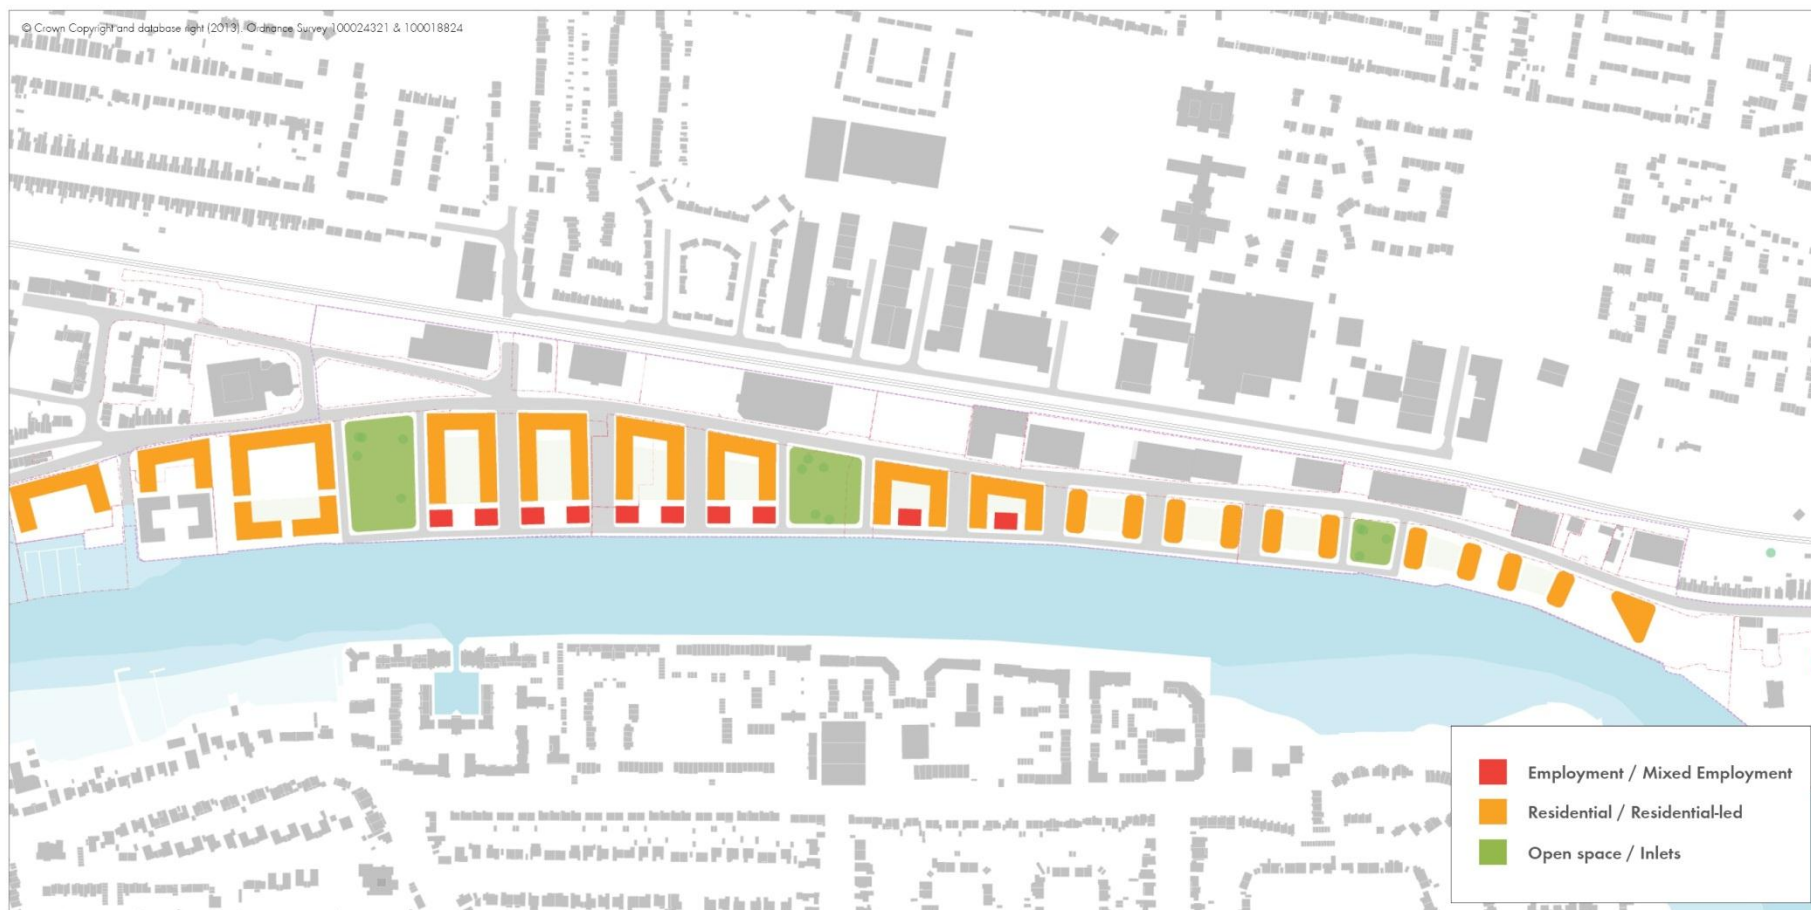 © Crown Copyright and database right (2013). Ordnance Survey 100024321 & 100018824
Employment / Mixed Employment
Residential / Residential-led
Open space / Inlets